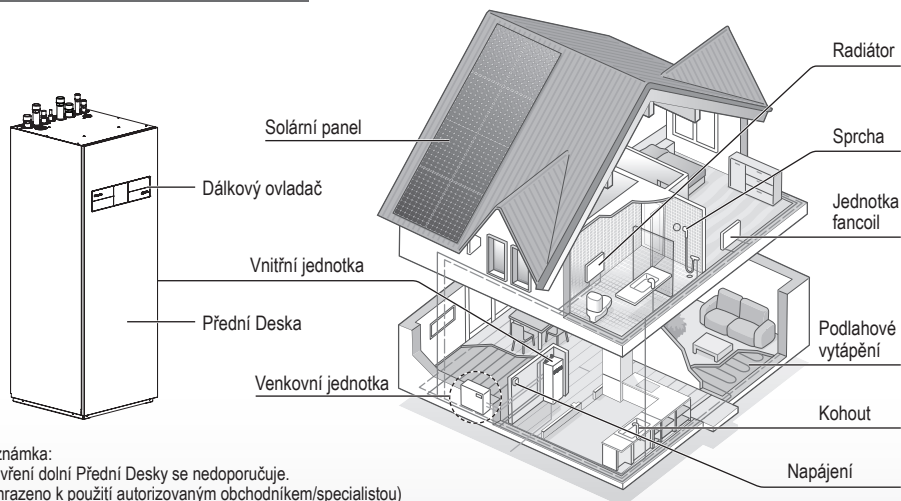 Solární panel
Dálkový ovladač
Vnitřní jednotka
Přední Deska
Venkovní jednotka
Radiátor
Sprcha
Jednotka
fancoil
Podlahové
vytápění
Kohout
Napájení
známka:
vření dolní Přední Desky se nedoporučuje.
hrazeno k použití autorizovaným obchodníkem/specialistou)